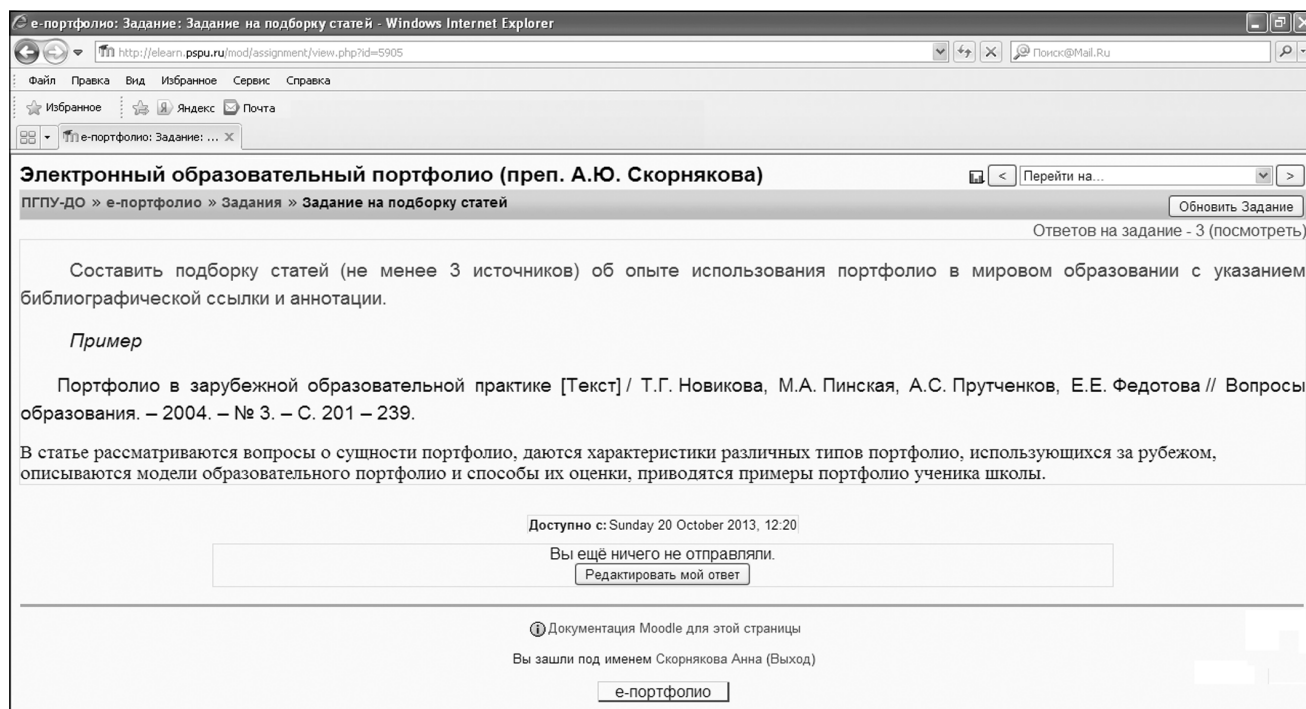 е-портфолио: Задание: Задание на подборку статей - Windows Internet Explorer
http://elearn.pspu.ru/mod/assignment/view.php?id=5905 Поиск@Mail.Ru
Файл Правка Вид Избранное Сервис Справка
Избранное Яндекс Почта
е-портфолио: Задание: ...
Электронный образовательный портфолио (преп. А.Ю. Скорнякова) < Перейти на... >
ПГПУ-ДО » е-портфолио » Задания » Задание на подборку статей Обновить Задание
Ответов на задание - 3 (посмотреть)
Составить подборку статей (не менее 3 источников) об опыте использования портфолио в мировом образовании с указанием
библиографической ссылки и аннотации.
Пример
Портфолио в зарубежной образовательной практике [Текст] / Т.Г. Новикова, М.А. Пинская, А.С. Прутченков, Е.Е. Федотова // Вопросы
образования. – 2004. – № 3. – С. 201 – 239.
В статье рассматриваются вопросы о сущности портфолио, даются характеристики различных типов портфолио, использующихся за рубежом,
описываются модели образовательного портфолио и способы их оценки, приводятся примеры портфолио ученика школы.
Доступно с: Sunday 20 October 2013, 12:20
Вы ещё ничего не отправляли.
Редактировать мой ответ
Документация Moodle для этой страницы
Вы зашли под именем Скорнякова Анна (Выход)
е-портфолио